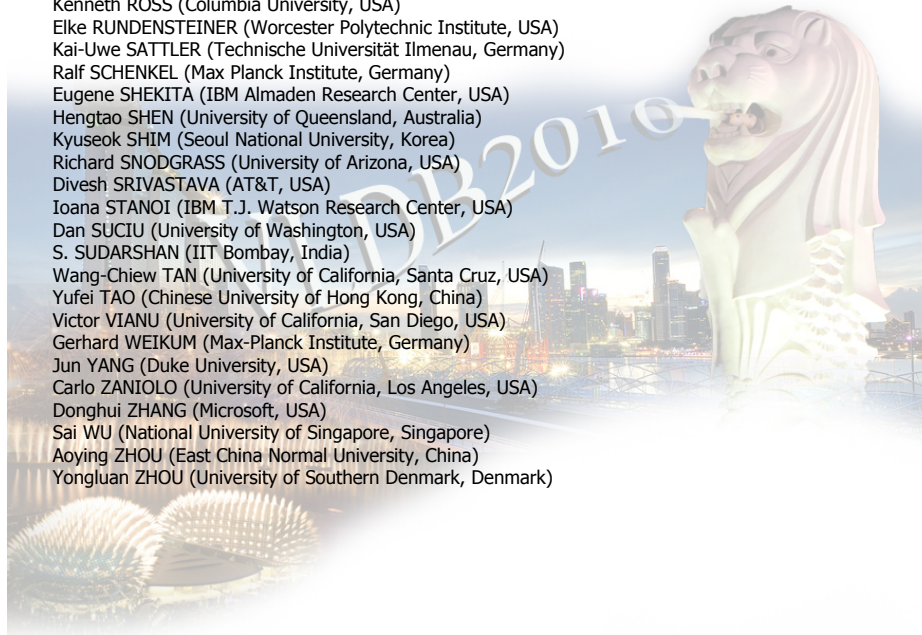 Kenneth ROSS (Columbia University, USA)
Elke RUNDENSTEINER (Worcester Polytechnic Institute, USA)
Kai-Uwe SATTLER (Technische Universität Ilmenau, Germany)
Ralf SCHENKEL (Max Planck Institute, Germany)
Eugene SHEKITA (IBM Almaden Research Center, USA)
Hengtao SHEN (University of Queensland, Australia)
Kyuseok SHIM (Seoul National University, Korea)
Richard SNODGRASS (University of Arizona, USA)
Divesh SRIVASTAVA (AT&T, USA)
Ioana STANOI (IBM T.J. Watson Research Center, USA)
Dan SUCIU (University of Washington, USA)
S. SUDARSHAN (IIT Bombay, India)
Wang-Chiew TAN (University of California, Santa Cruz, USA)
Yufei TAO (Chinese University of Hong Kong, China)
Victor VIANU (University of California, San Diego, USA)
Gerhard WEIKUM (Max-Planck Institute, Germany)
Jun YANG (Duke University, USA)
Carlo ZANIOLO (University of California, Los Angeles, USA)
Donghui ZHANG (Microsoft, USA)
Sai WU (National University of Singapore, Singapore)
Aoying ZHOU (East China Normal University, China)
Yongluan ZHOU (University of Southern Denmark, Denmark)
VLDB2010